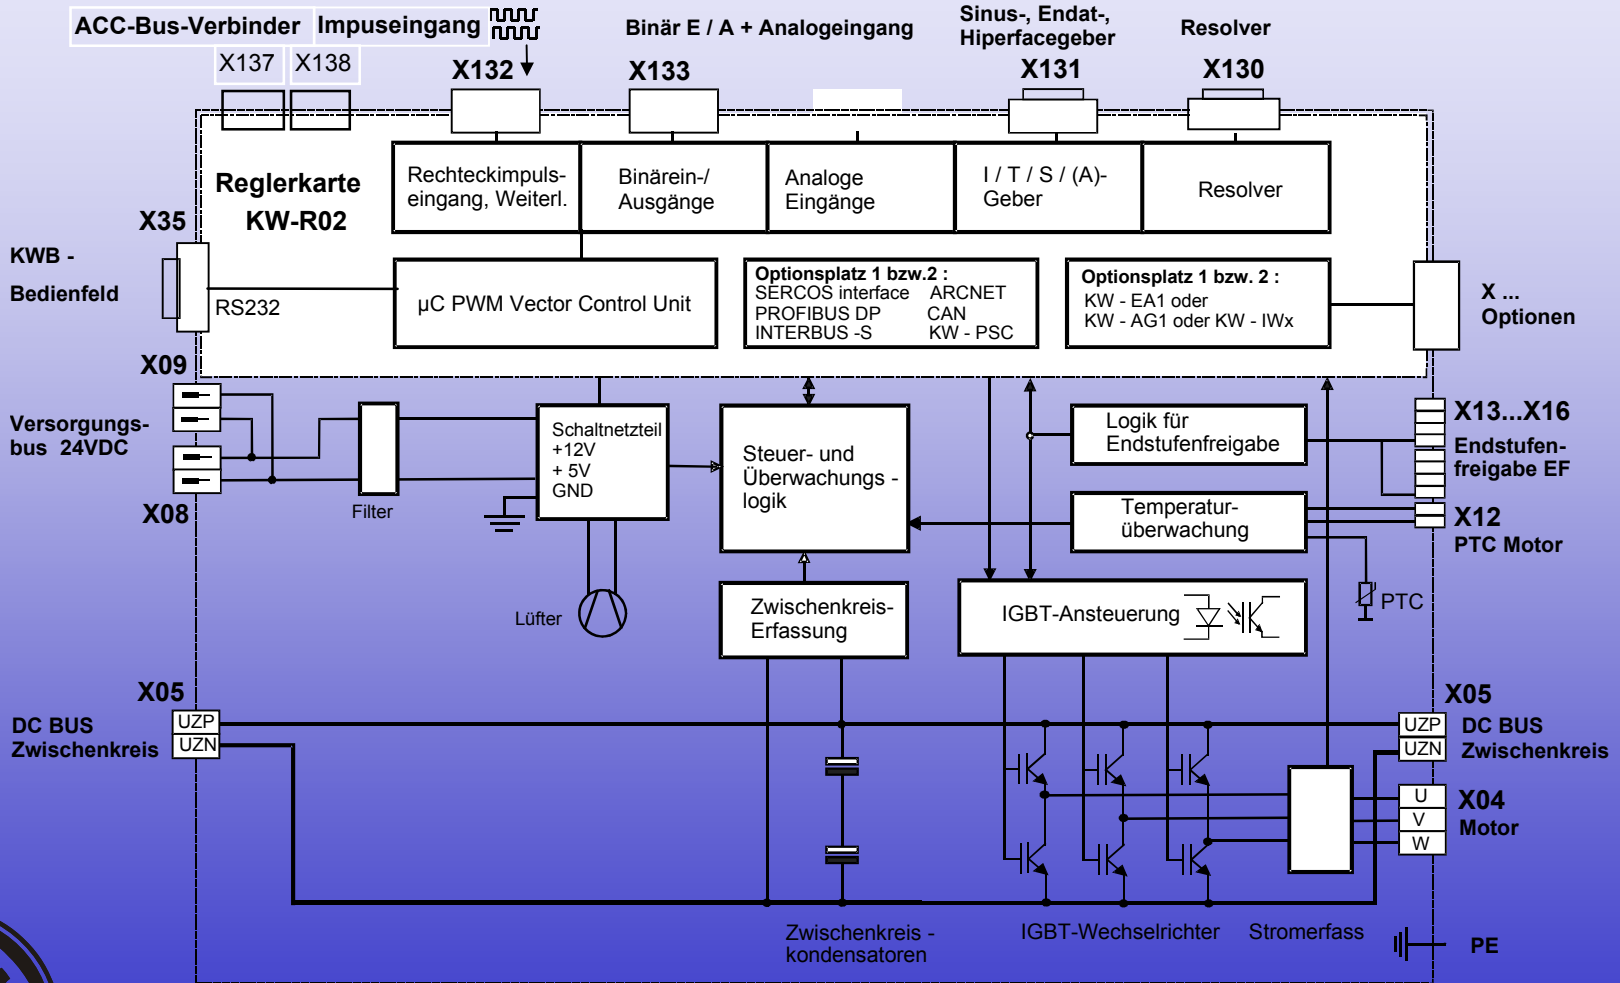 ACC-Bus-Verbinder
Impuseingang
Binär E / A + Analogeingang
Sinus-, Endat-,
Hiperfacegeber
Resolver
X137
X138
X132
X133
X131
X130
Reglerkarte
KW-R02
Rechteckimpuls-
eingang, Weiterl.
Binärein-/
Ausgänge
Analoge
Eingänge
I / T / S / (A)-
Geber
Resolver
X35
KWB -
Bedienfeld
RS232
µC PWM Vector Control Unit
Optionsplatz 1 bzw.2 :
SERCOS interface ARCNET
PROFIBUS DP CAN
INTERBUS -S KW - PSC
Optionsplatz 1 bzw. 2 :
KW - EA1 oder
KW - AG1 oder KW - IWx
X ...
Optionen
X09
Versorgungs-
bus 24VDC
X08
Filter
Schaltnetzteil
+12V
+ 5V
GND
Lüfter
Steuer- und
Überwachungs -
logik
Logik für
Endstufenfreigabe
X13...X16
Endstufen-
freigabe EF
Temperatur-
überwachung
X12
PTC Motor
PTC
Zwischenkreis-
Erfassung
IGBT-Ansteuerung
X05
UZP
UZN
DC BUS
Zwischenkreis
X05
UZP
UZN
DC BUS
Zwischenkreis
U
V
W
X04
Motor
Zwischenkreis -
kondensatoren
IGBT-Wechselrichter
Stromerfass
PE